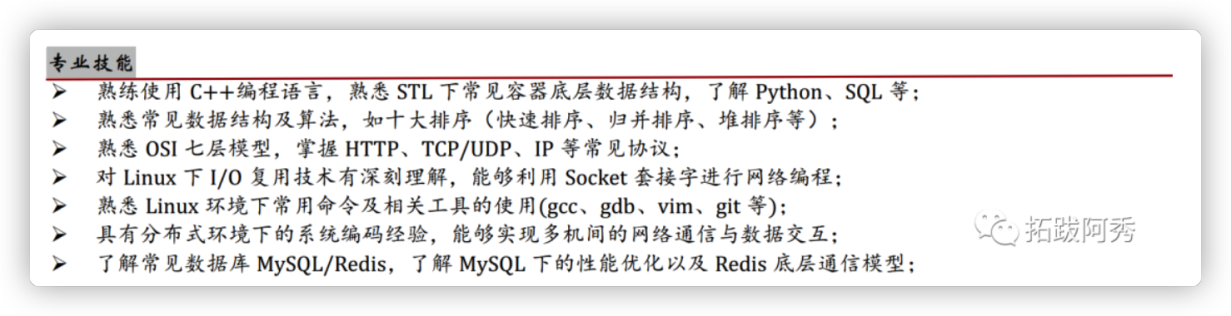 专业技能
➢ 熟练使用 C++编程语言，熟悉 STL 下常见容器底层数据结构，了解 Python、SQL 等；
➢ 熟悉常见数据结构及算法，如十大排序（快速排序、归并排序、堆排序等）；
➢ 熟悉 OSI 七层模型，掌握 HTTP、TCP/UDP、IP 等常见协议；
➢ 对 Linux 下 I/O 复用技术有深刻理解，能够利用 Socket 套接字进行网络编程；
➢ 熟悉 Linux 环境下常用命令及相关工具的使用(gcc、gdb、vim、git 等)；
➢ 具有分布式环境下的系统编码经验，能够实现多机间的网络通信与数据交互；
➢ 了解常见数据库 MySQL/Redis，了解 MySQL 下的性能优化以及 Redis 底层通信模型；
拓跋阿秀